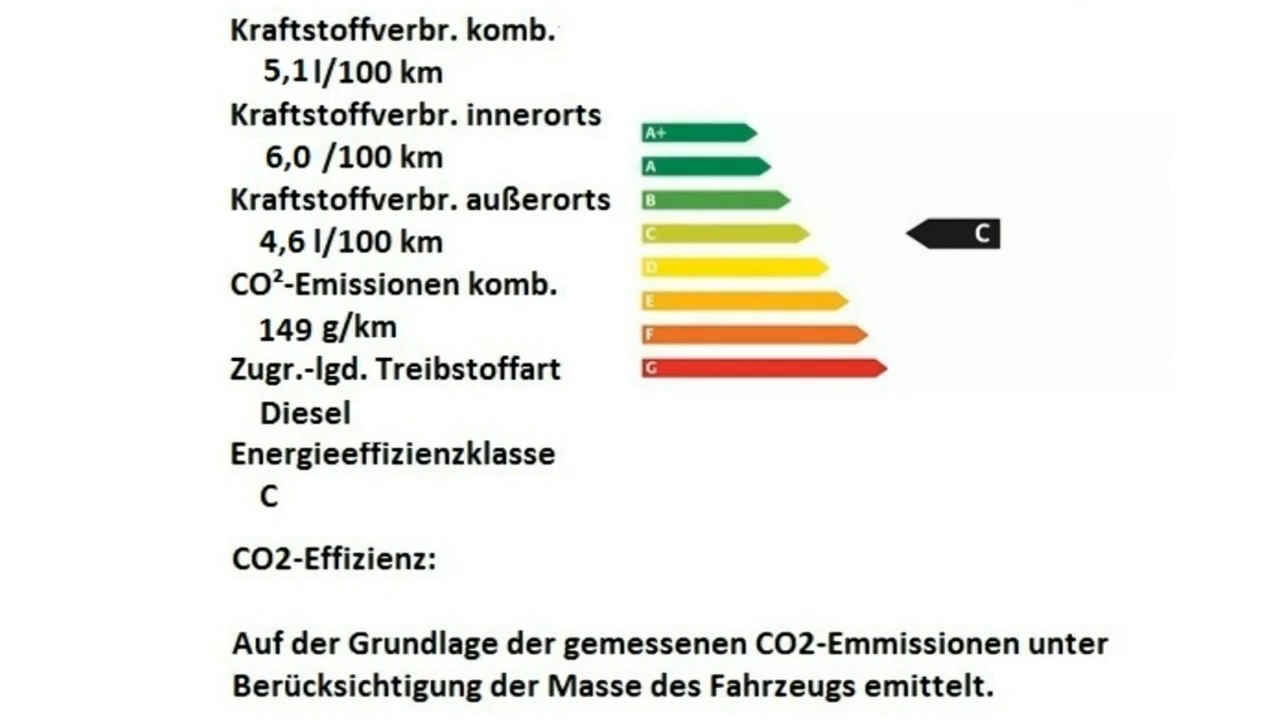 Kraftstoffverbr. komb.
5,1 l/100 km
Kraftstoffverbr. innerorts
6,0 /100 km
Kraftstoffverbr. außerorts
4,6 l/100 km
CO²-Emissionen komb.
149 g/km
Zugr.-lgd. Treibstoffart
Diesel
Energieeffizienzklasse
C
A+
A
B
C
D
E
F
G
C
CO2-Effizienz:
Auf der Grundlage der gemessenen CO2-Emmissionen unter
Berücksichtigung der Masse des Fahrzeugs emittelt.